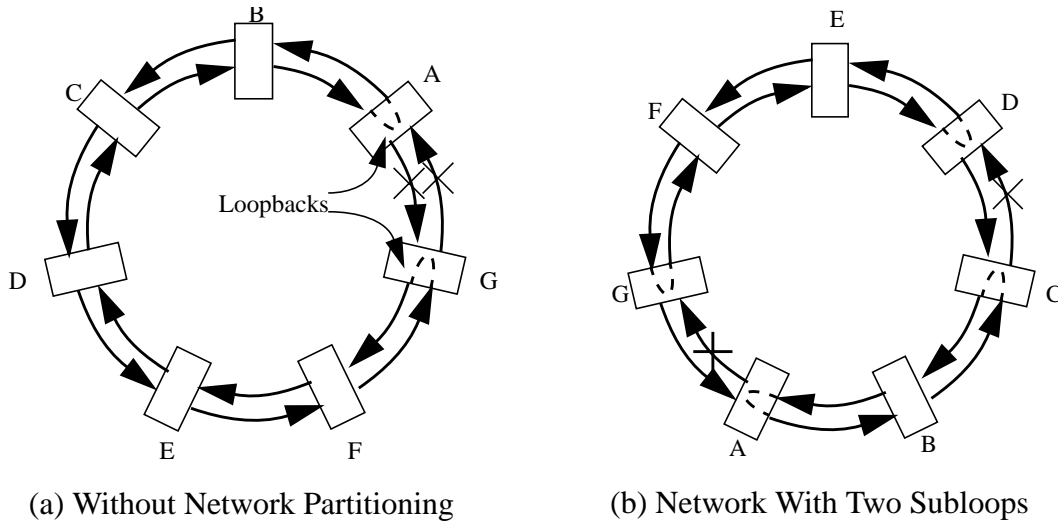 B
A
C
Loopbacks
D
G
E
F
(a) Without Network Partitioning
E
D
F
G
C
A
B
(b) Network With Two Subloops